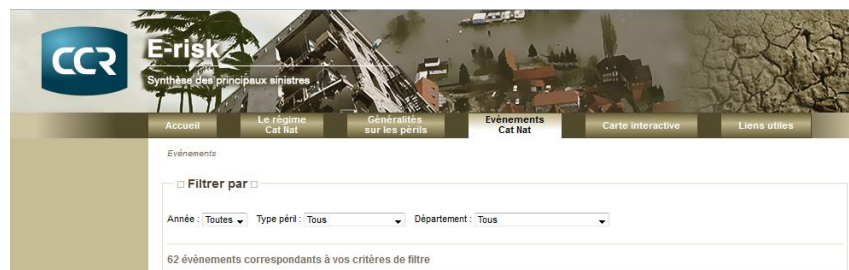 CCR
E-risk
Synthèse des principaux sinistres
Accueil
Le régime Cat Nat
Généralités sur les périls
Evénements Cat Nat
Carte interactive
Liens utiles
Evénements
Filtrer par
Année : Toutes Type péril : Tous Département : Tous
62 évènements correspondants à vos critères de filtre